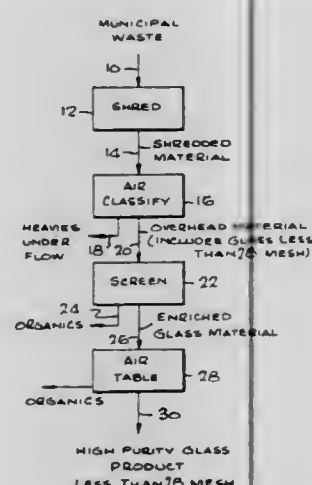 MUNICIPAL
WASTE
10
12
SHRED
14
SHREDDED
MATERIAL
AIR
CLASSIFY
16
HEAVIES
UNDER
FLOW
18
20
OVERHEAD MATERIAL
(INCLUDES GLASS LESS
THAN 28 MESH)
SCREEN
22
24
ORGANICS
26
ENRICHED
GLASS MATERIAL
AIR
TABLE
28
ORGANICS
30
HIGH PURITY GLASS
PRODUCT
LESS THAN 28 MESH